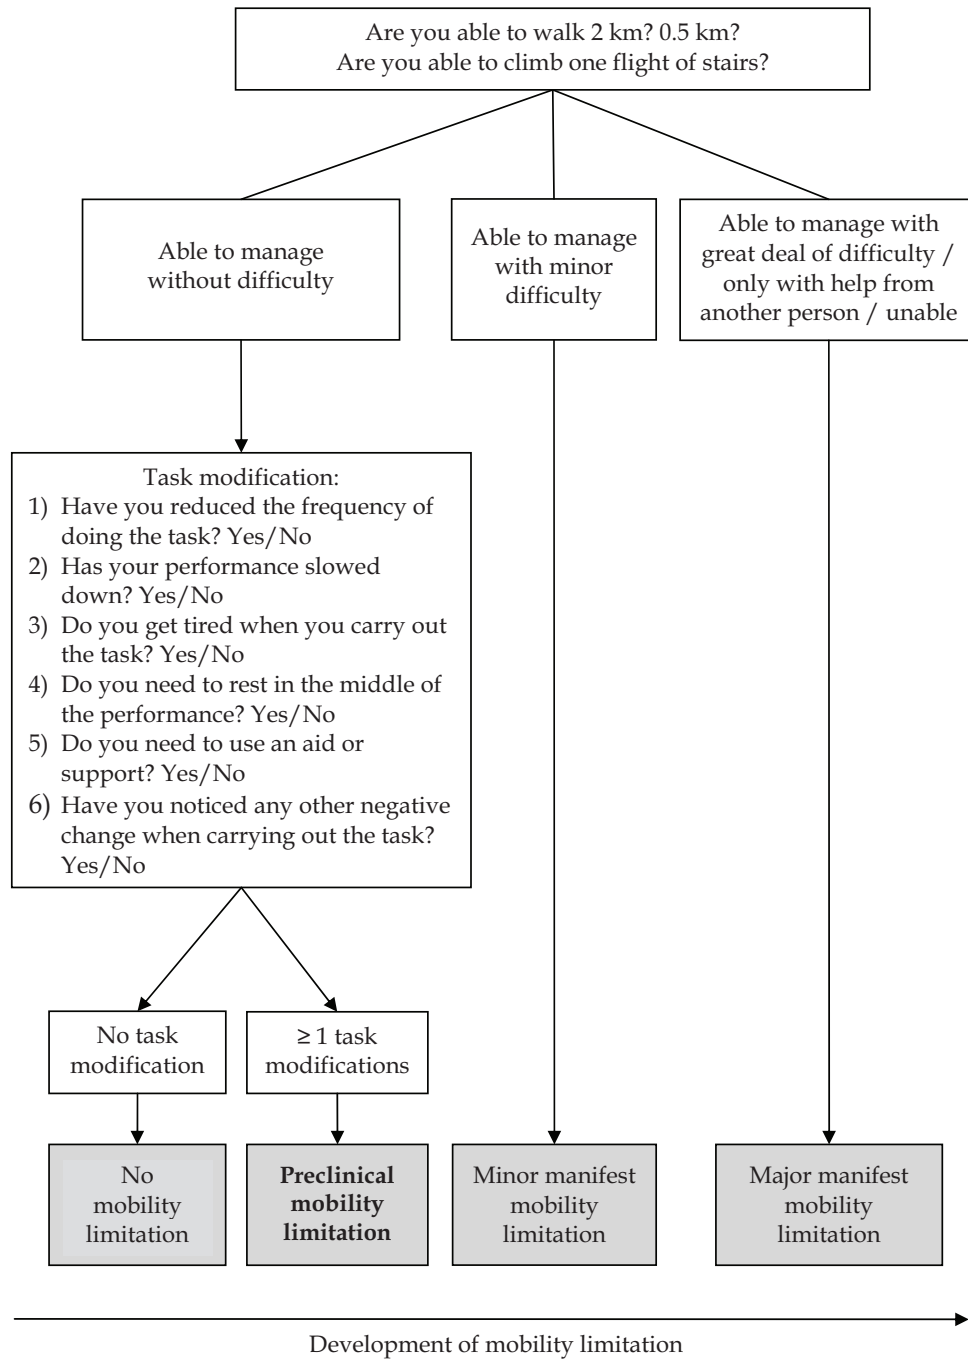 Are you able to walk 2 km? 0.5 km?
Are you able to climb one flight of stairs?
Able to manage
without difficulty
Able to manage
with minor
difficulty
Able to manage with
great deal of difficulty /
only with help from
another person / unable
Task modification:
1) Have you reduced the frequency of
doing the task? Yes/No
2) Has your performance slowed
down? Yes/No
3) Do you get tired when you carry out
the task? Yes/No
4) Do you need to rest in the middle of
the performance? Yes/No
5) Do you need to use an aid or
support? Yes/No
6) Have you noticed any other negative
change when carrying out the task?
Yes/No
No task
modification
≥ 1 task
modifications
No
mobility
limitation
Preclinical
mobility
limitation
Minor manifest
mobility
limitation
Major manifest
mobility
limitation
Development of mobility limitation